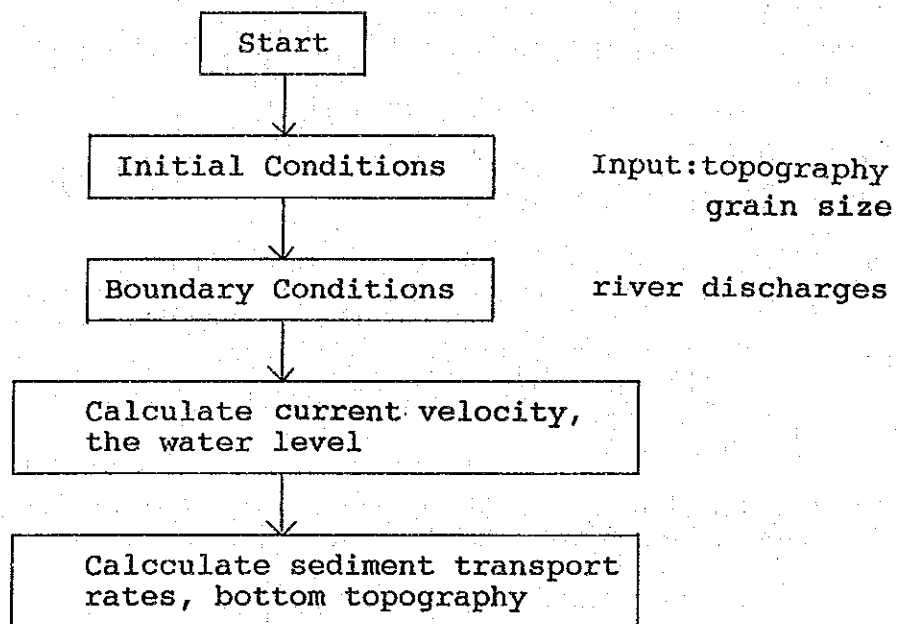 Start
Initial Conditions
Input:topography
grain size
Boundary Conditions
river discharges
Calculate current velocity,
the water level
Calcculate sediment transport
rates, bottom topography